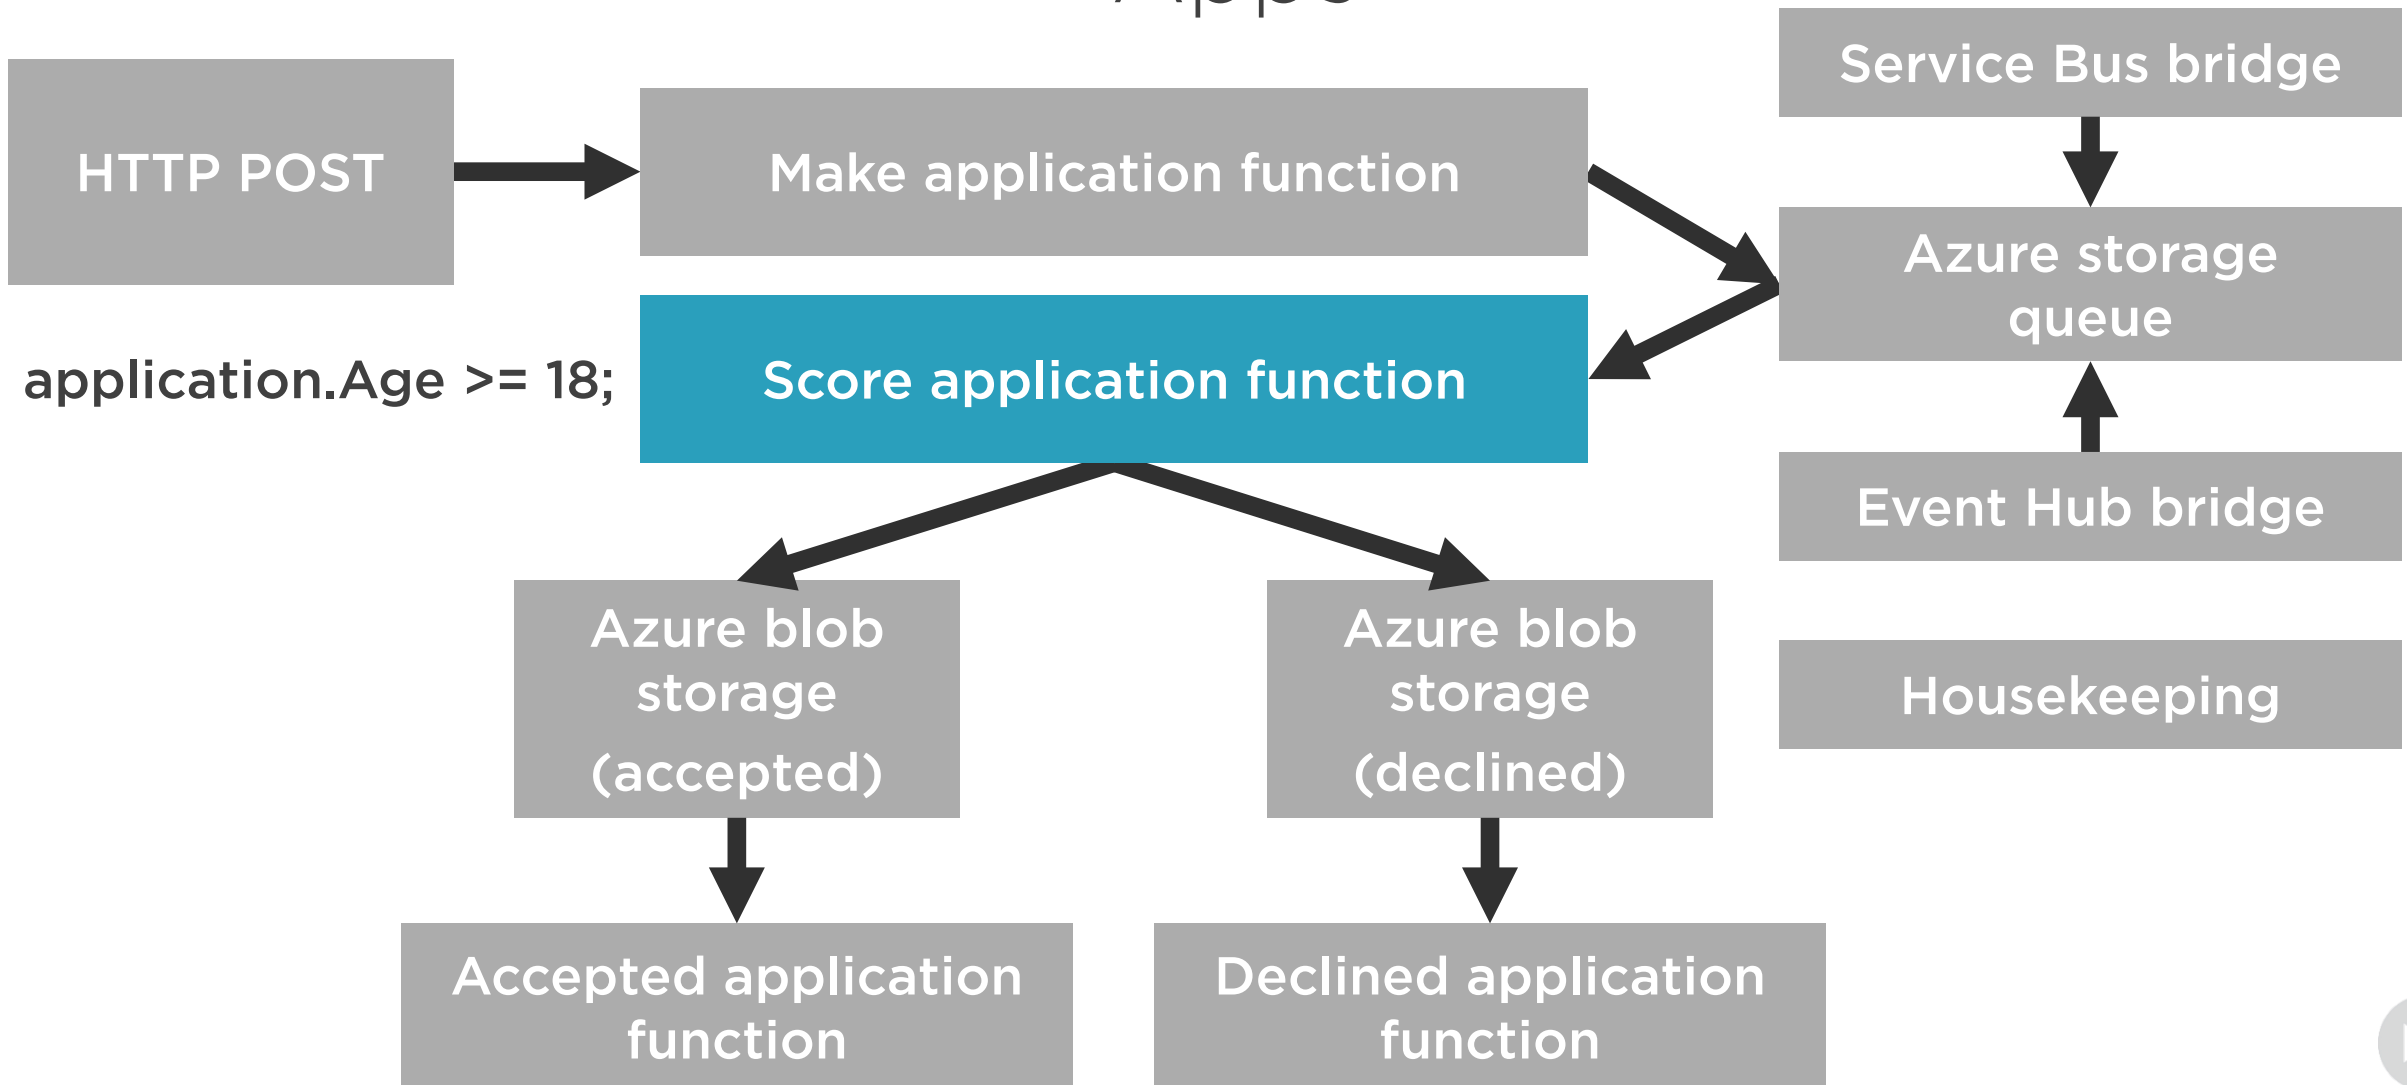 HTTP POST
Make application function
Service Bus bridge
Azure storage
queue
application.Age >= 18;
Score application function
Event Hub bridge
Azure blob
storage
(accepted)
Azure blob
storage
(declined)
Housekeeping
Accepted application
function
Declined application
function